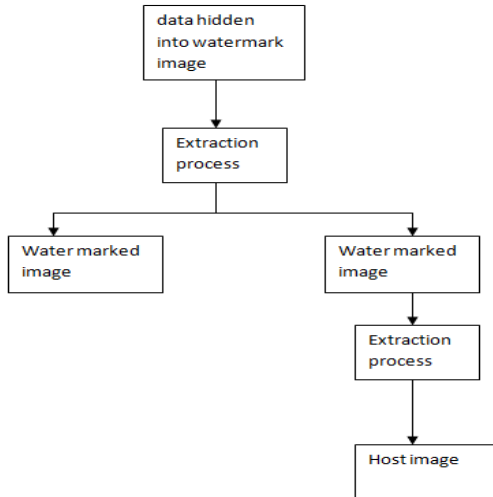 data hidden
into watermark
image
Extraction
process
Water marked
image
Water marked
image
Extraction
process
Host image